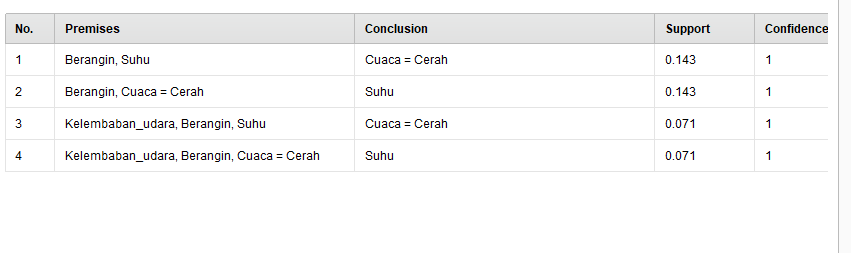 No. Premises Conclusion Support Confidence
1 Berangin, Suhu Cuaca = Cerah 0.143 1
2 Berangin, Cuaca = Cerah Suhu 0.143 1
3 Kelembaban_udara, Berangin, Suhu Cuaca = Cerah 0.071 1
4 Kelembaban_udara, Berangin, Cuaca = Cerah Suhu 0.071 1